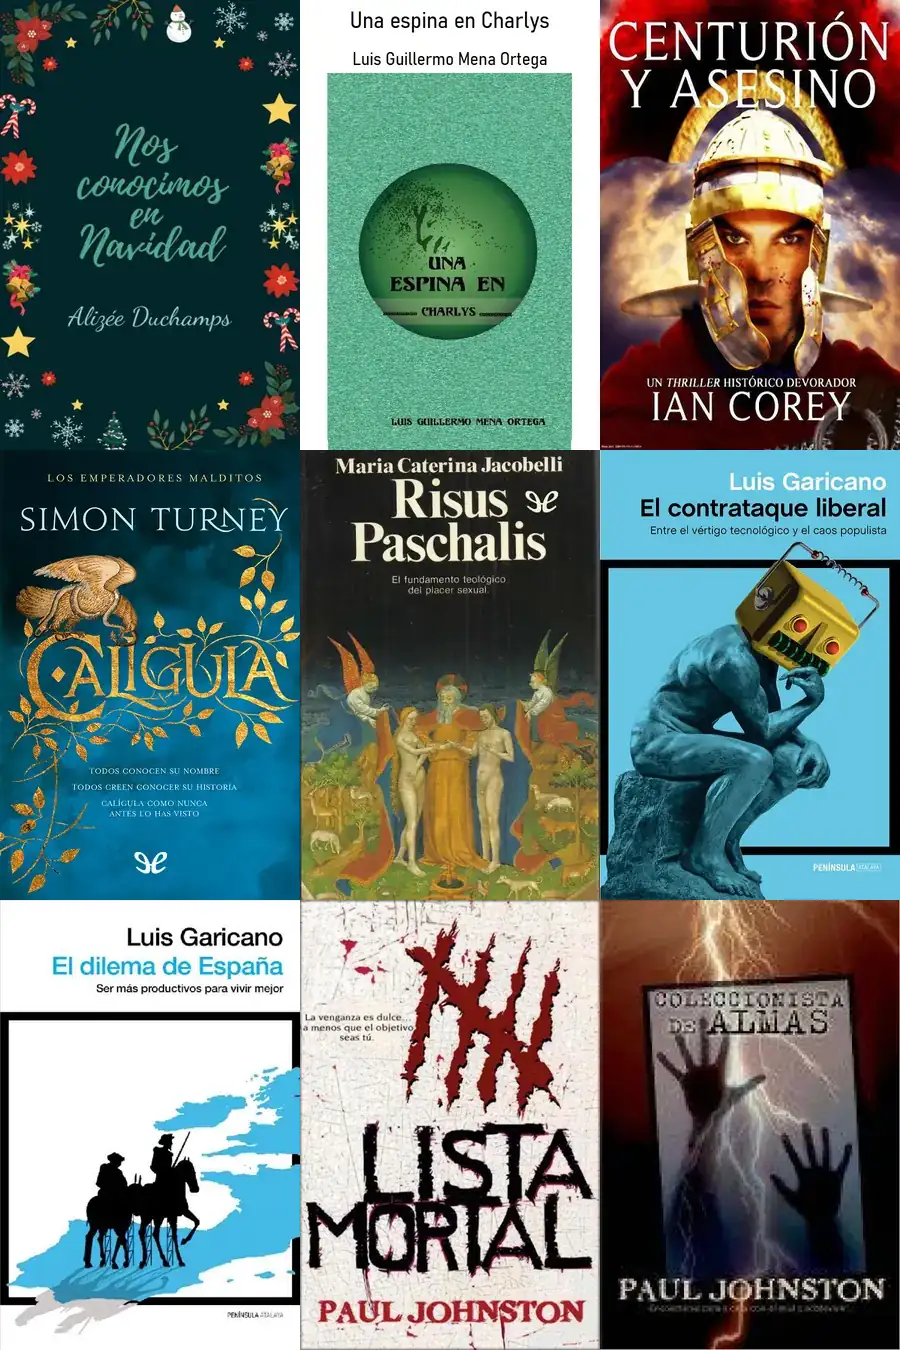 Nos
conocimos
en
Navidad
Alizée Duchamps
Una espina en Charlys
Luis Guillermo Mena Ortega
UNA
ESPINA EN
CHARLYS
LUIS GUILLERMO MENA ORTEGA
CENTURIÓN
Y ASESINO
UN THRILLER HISTÓRICO DEVORADOR
IAN COREY
LOS EMPERADORES MALDITOS
SIMON TURNEY
CALÍGULA
TODOS CONOCEN SU NOMBRE
TODOS CREEN CONOCER SU HISTORIA
CALÍGULA COMO NUNCA
ANTES LO HAS VISTO
Maria Caterina Jacobelli
Risus
Paschalis
El fundamento teológico
del placer sexual.
Luis Garicano
El contrataque liberal
Entre el vértigo tecnológico y el caos populista
PENÍNSULA ATALAYA
Luis Garicano
El dilema de España
Ser más productivos para vivir mejor
PENÍNSULA ATALAYA
La venganza es dulce...
a menos que el objetivo
seas tú.
LISTA
MORTAL
PAUL JOHNSTON
COLECCIONISTA
DE ALMAS
PAUL JOHNSTON